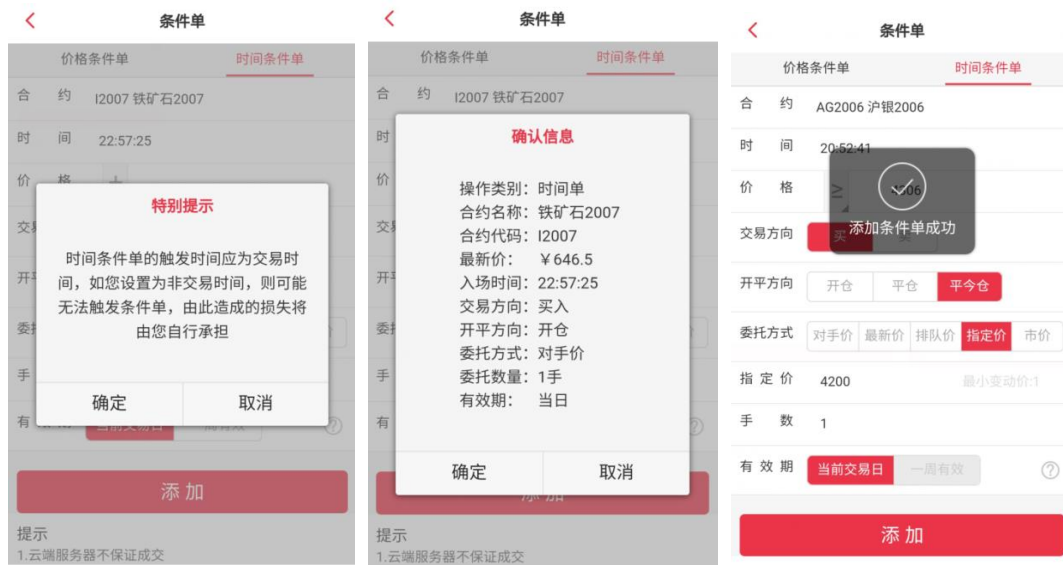 条件单
价格条件单
时间条件单
合 约
I2007 铁矿石2007
时 间
22:57:25
价 格
特别提示
时间条件单的触发时间应为交易时
间，如您设置为非交易时间，则可能
无法触发条件单，由此造成的损失将
由您自行承担
确定
取消
添加
提示
1.云端服务器不保证成交
条件单
价格条件单
时间条件单
合 约
I2007 铁矿石2007
确认信息
操作类别：时间单
合约名称：铁矿石2007
合约代码：I2007
最新价： ￥646.5
入场时间：22:57:25
交易方向：买入
开平方向：开仓
委托方式：对手价
委托数量：1手
有效期： 当日
确定
取消
提示
1.云端服务器不保证成交
条件单
价格条件单
时间条件单
合 约
AG2006 沪银2006
时 间
20:52:41
价 格
≥
添加条件单成功
交易方向
买
开平方向
开仓
平仓
平今仓
委托方式
对手价
最新价
排队价
指定价
市价
指定价
4200
最小变动价:1
手 数
1
有效期
当前交易日
一周有效
添加